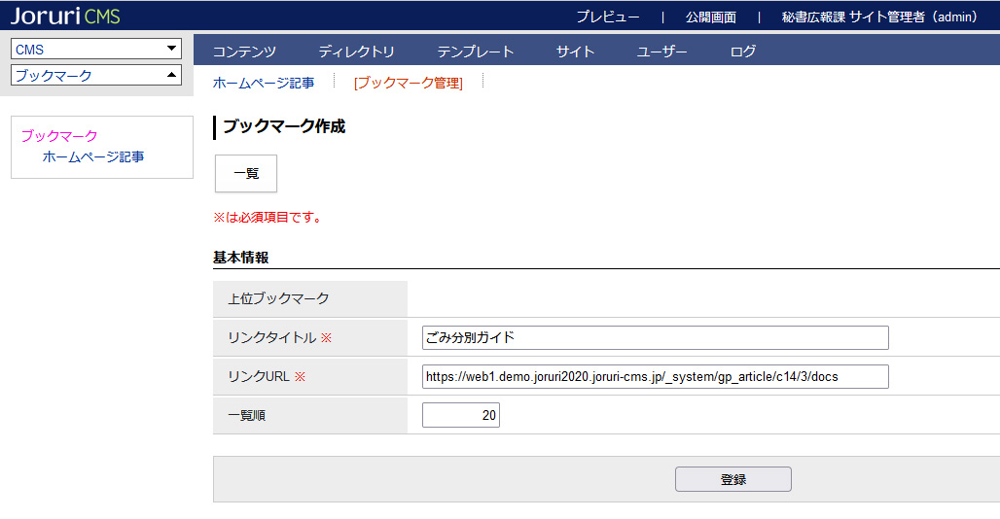 Joruri CMS
プレビュー | 公開画面 | 秘書広報課 サイト管理者（admin）
CMS
コンテンツ ディレクトリ テンプレート サイト ユーザー ログ
ブックマーク
ホームページ記事 [ブックマーク管理]
ブックマーク
ホームページ記事
ブックマーク作成
一覧
※は必須項目です。
基本情報
上位ブックマーク
リンクタイトル ※ ごみ分別ガイド
リンクURL ※ https://web1.demo.joruri2020.joruri-cms.jp/_system/gp_article/c14/3/docs
一覧順 20
登録